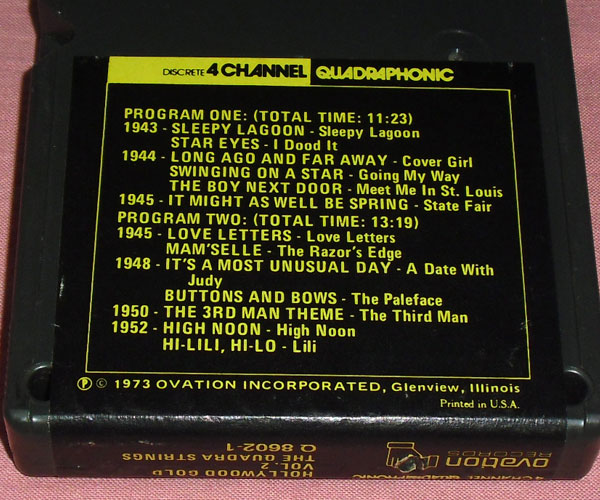 DISCRETE 4 CHANNEL QUADRAPHONIC
PROGRAM ONE: (TOTAL TIME: 11:23)
1943 - SLEEPY LAGOON - Sleepy Lagoon
STAR EYES - I Dood It
1944 - LONG AGO AND FAR AWAY - Cover Girl
SWINGING ON A STAR - Going My Way
THE BOY NEXT DOOR - Meet Me In St. Louis
1945 - IT MIGHT AS WELL BE SPRING - State Fair
PROGRAM TWO: (TOTAL TIME: 13:19)
1945 - LOVE LETTERS - Love Letters
MAM'SELLE - The Razor's Edge
1948 - IT'S A MOST UNUSUAL DAY - A Date With
Judy
BUTTONS AND BOWS - The Paleface
1950 - THE 3RD MAN THEME - The Third Man
1952 - HIGH NOON - High Noon
HI-LILI, HI-LO - Lili
Ⓟ © 1973 OVATION INCORPORATED, Glenview, Illinois
Printed in U.S.A.
HOLLYWOOD GOLD
VOL. 2
THE QUADRA STRINGS
Q 8602-1
ovation
RECORDS
4 CHANNEL QUADRAPHONIC